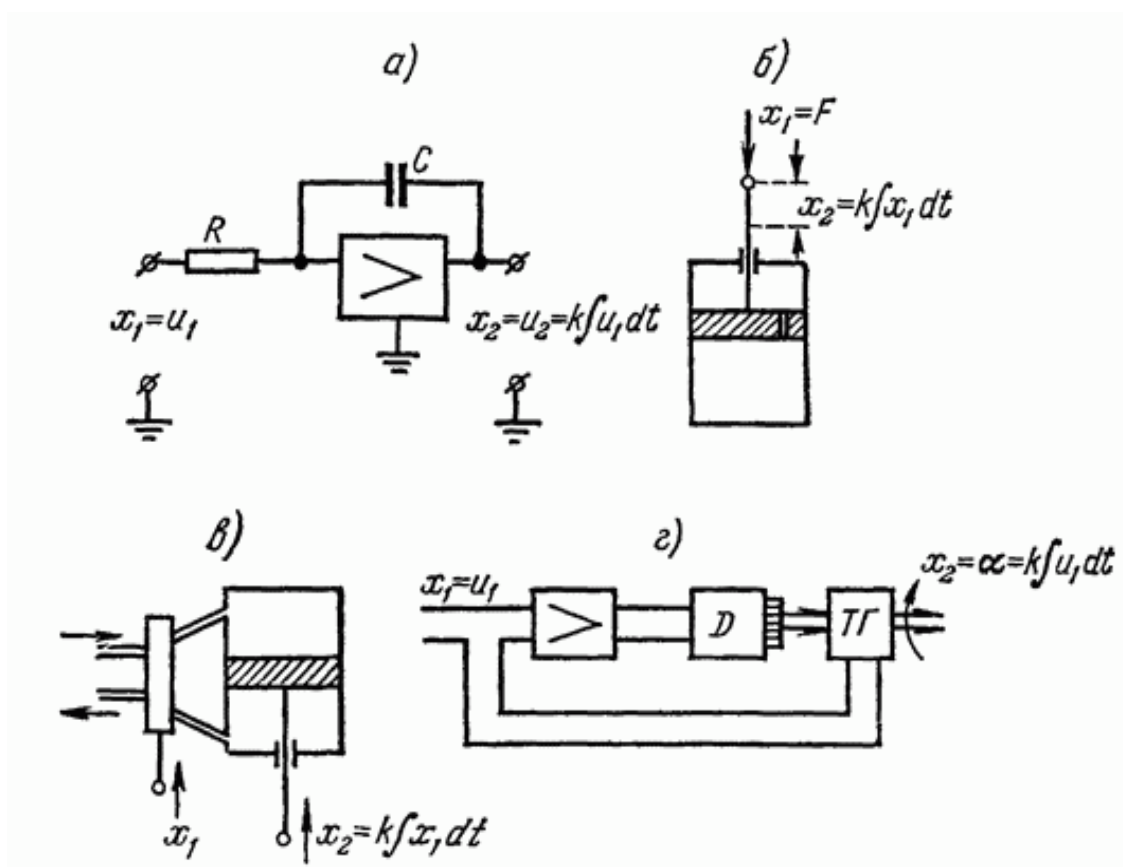 а)
C
R
x₁=u₁
x₂=u₂=k∫u₁dt
б)
x₁=F
x₂=k∫x₁dt
в)
x₁
x₂=k∫x₁dt
г)
x₁=u₁
D
ТГ
x₂=α=k∫u₁dt